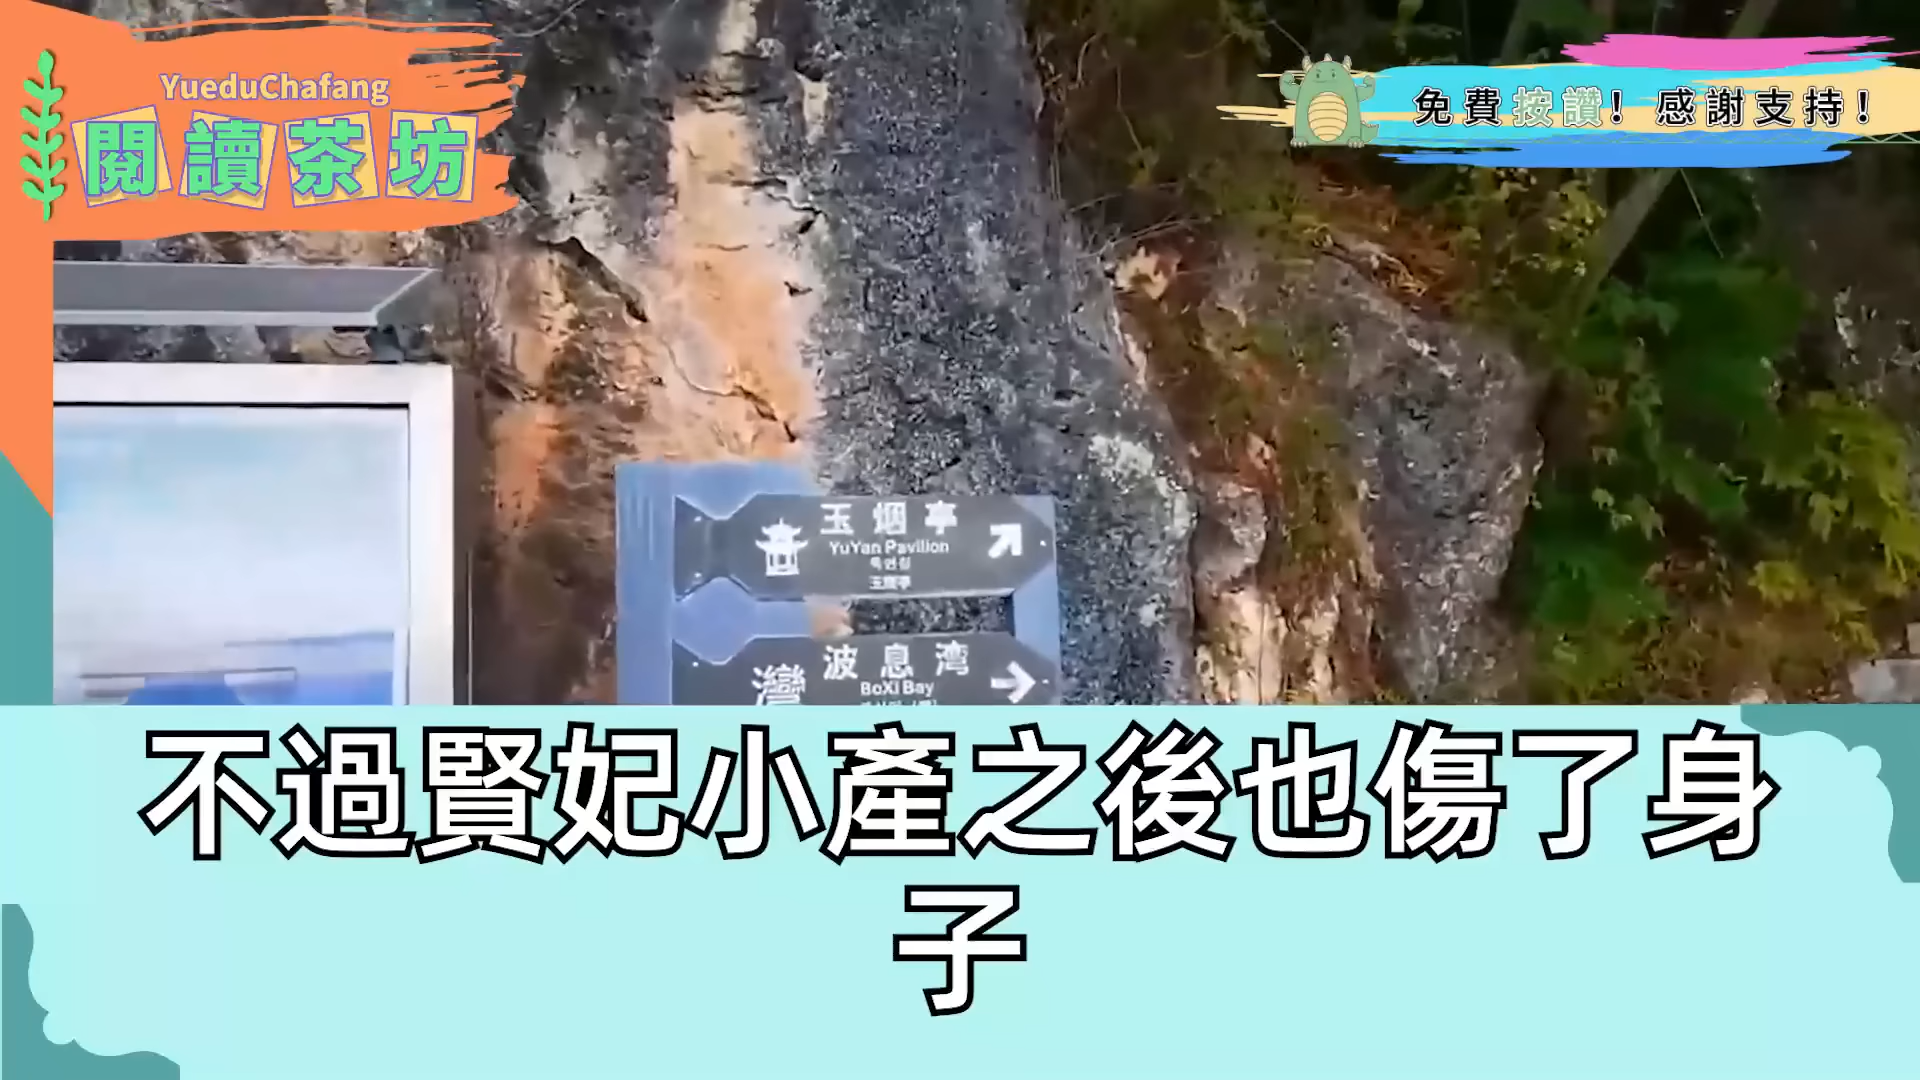 YueduChafang
閱讀茶坊
免費按讚！感謝支持！
玉烟亭
YuYan Pavilion
波息湾
灣
BoXi Bay
不過賢妃小產之後也傷了身
子